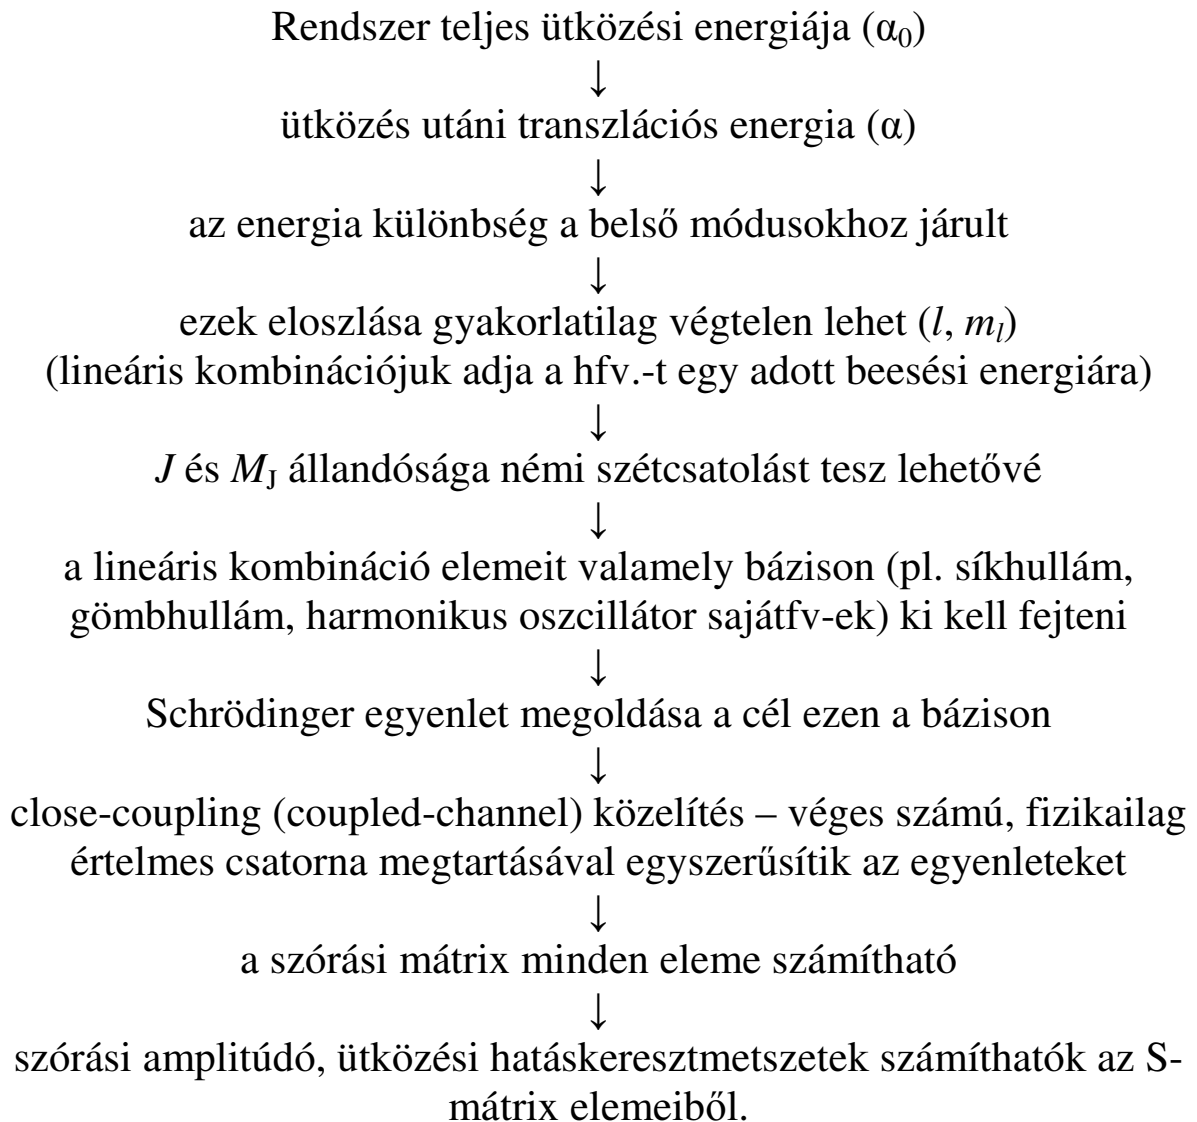 Rendszer teljes ütközési energiája (α₀)
↓
ütközés utáni transzlációs energia (α)
↓
az energia különbség a belső módusokhoz járult
↓
ezek eloszlása gyakorlatilag végtelen lehet (l, mₗ)
(lineáris kombinációjuk adja a hfv.-t egy adott beesési energiára)
↓
J és M_J állandósága némi szétcsatolást tesz lehetővé
↓
a lineáris kombináció elemeit valamely bázison (pl. síkhullám,
gömbhullám, harmonikus oszcillátor sajátfv-ek) ki kell fejteni
↓
Schrödinger egyenlet megoldása a cél ezen a bázison
↓
close-coupling (coupled-channel) közelítés – véges számú, fizikailag
értelmes csatorna megtartásával egyszerűsítik az egyenleteket
↓
a szórási mátrix minden eleme számítható
↓
szórási amplitúdó, ütközési hatáskeresztmetszetek számíthatók az S-
mátrix elemeiből.